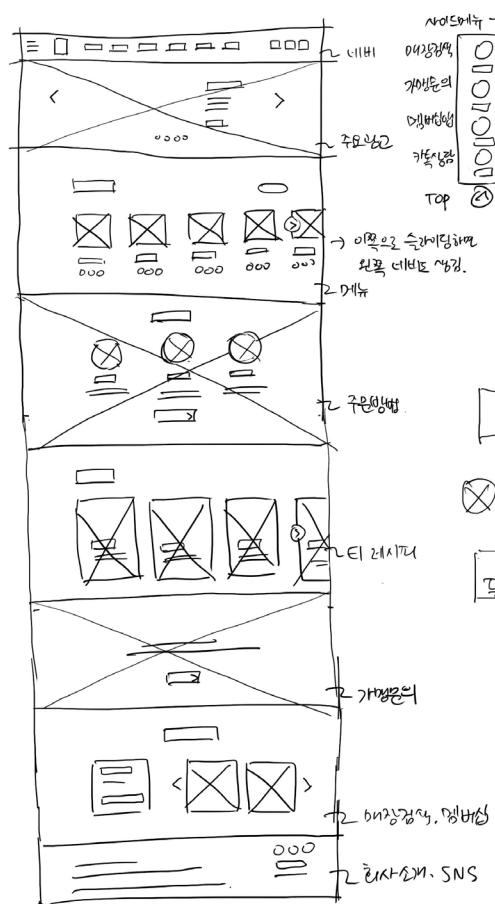 사이드메뉴
매장검색
가맹문의
멤버십앱
카톡상담
TOP
네비
주요광고
→ 이쪽으로 슬라이딩하면
왼쪽 네비도 생김.
메뉴
주문방법
티 레시피
가맹문의
매장검색, 멤버십
회사소개, SNS